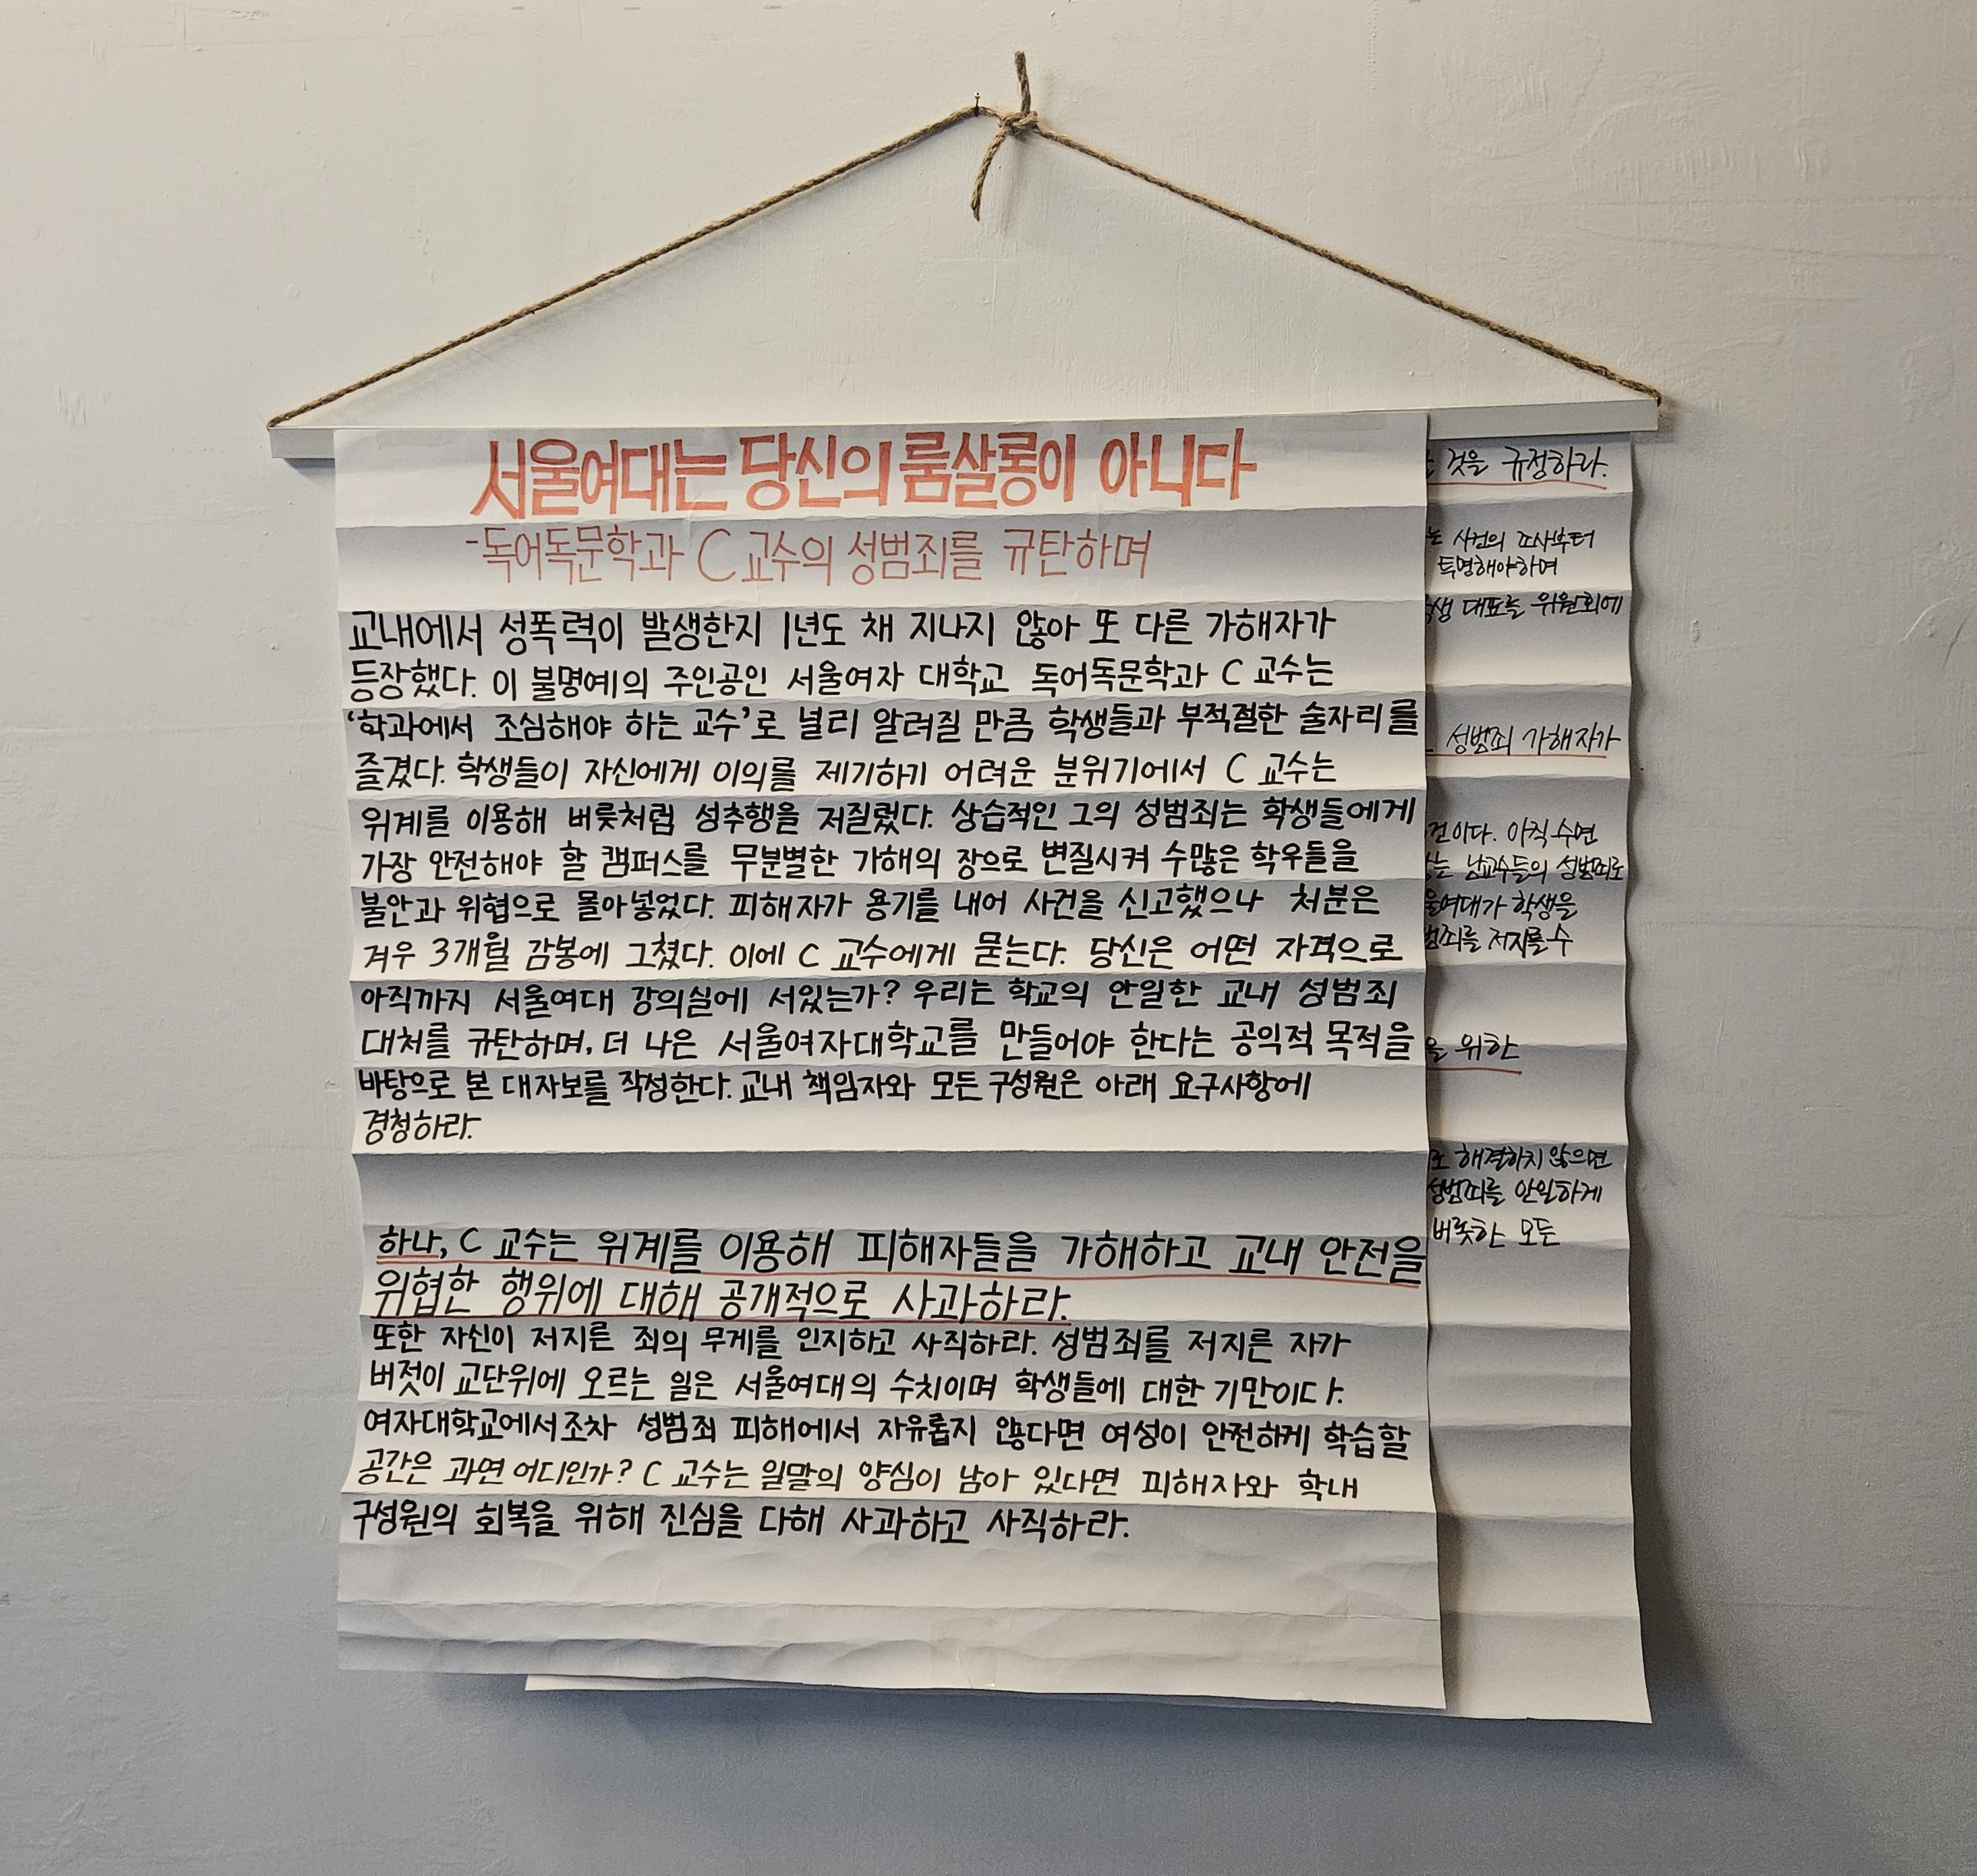 서울여대는 당신의 룸살롱이 아니다
-독어독문학과 C교수의 성범죄를 규탄하며
교내에서 성폭력이 발생한지 1년도 채 지나지 않아 또 다른 가해자가
등장했다. 이 불명예의 주인공인 서울여자 대학교 독어독문학과 C 교수는
‘학과에서 조심해야 하는 교수’로 널리 알려질 만큼 학생들과 부적절한 술자리를
즐겼다. 학생들이 자신에게 이의를 제기하기 어려운 분위기에서 C 교수는
위계를 이용해 버릇처럼 성추행을 저질렀다. 상습적인 그의 성범죄는 학생들에게
가장 안전해야 할 캠퍼스를 무분별한 가해의 장으로 변질시켜 수많은 학우들을
불안과 위협으로 몰아넣었다. 피해자가 용기를 내어 사건을 신고했으나 처분은
겨우 3개월 감봉에 그쳤다. 이에 C 교수에게 묻는다. 당신은 어떤 자격으로
아직까지 서울여대 강의실에 서있는가? 우리는 학교의 안일한 교내 성범죄
대처를 규탄하며, 더 나은 서울여자대학교를 만들어야 한다는 공익적 목적을
바탕으로 본 대자보를 작성한다. 교내 책임자와 모든 구성원은 아래 요구사항에
경청하라.
하나, C 교수는 위계를 이용해 피해자들을 가해하고 교내 안전을
위협한 행위에 대해 공개적으로 사과하라.
또한 자신이 저지른 죄의 무게를 인지하고 사직하라. 성범죄를 저지른 자가
버젓이 교단위에 오르는 일은 서울여대의 수치이며 학생들에 대한 기만이다.
여자대학교에서조차 성범죄 피해에서 자유롭지 않다면 여성이 안전하게 학습할
공간은 과연 어디인가? C 교수는 일말의 양심이 남아 있다면 피해자와 학내
구성원의 회복을 위해 진심을 다해 사과하고 사직하라.
것을 규정하라.
사건의 조사부터
투명해야하며
대표를 위원회에
성범죄 가해자가
아직 수면
남교수들의 성범죄로
학생을
저지를 수
위한
해결하지 않으면
성범죄를 안일하게
버릇한 모든